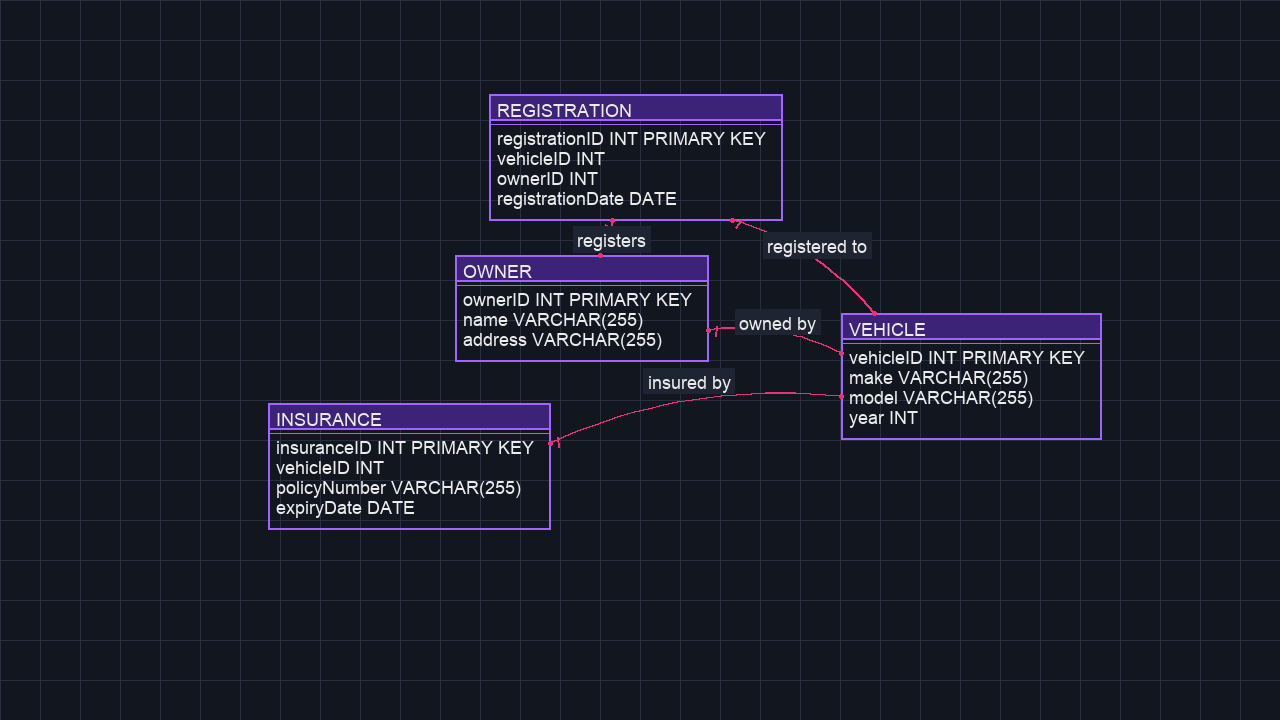 REGISTRATION
registrationID INT PRIMARY KEY
vehicleID INT
ownerID INT
registrationDate DATE
registers
registered to
OWNER
ownerID INT PRIMARY KEY
name VARCHAR(255)
address VARCHAR(255)
owned by
VEHICLE
vehicleID INT PRIMARY KEY
make VARCHAR(255)
model VARCHAR(255)
year INT
insured by
INSURANCE
insuranceID INT PRIMARY KEY
vehicleID INT
policyNumber VARCHAR(255)
expiryDate DATE